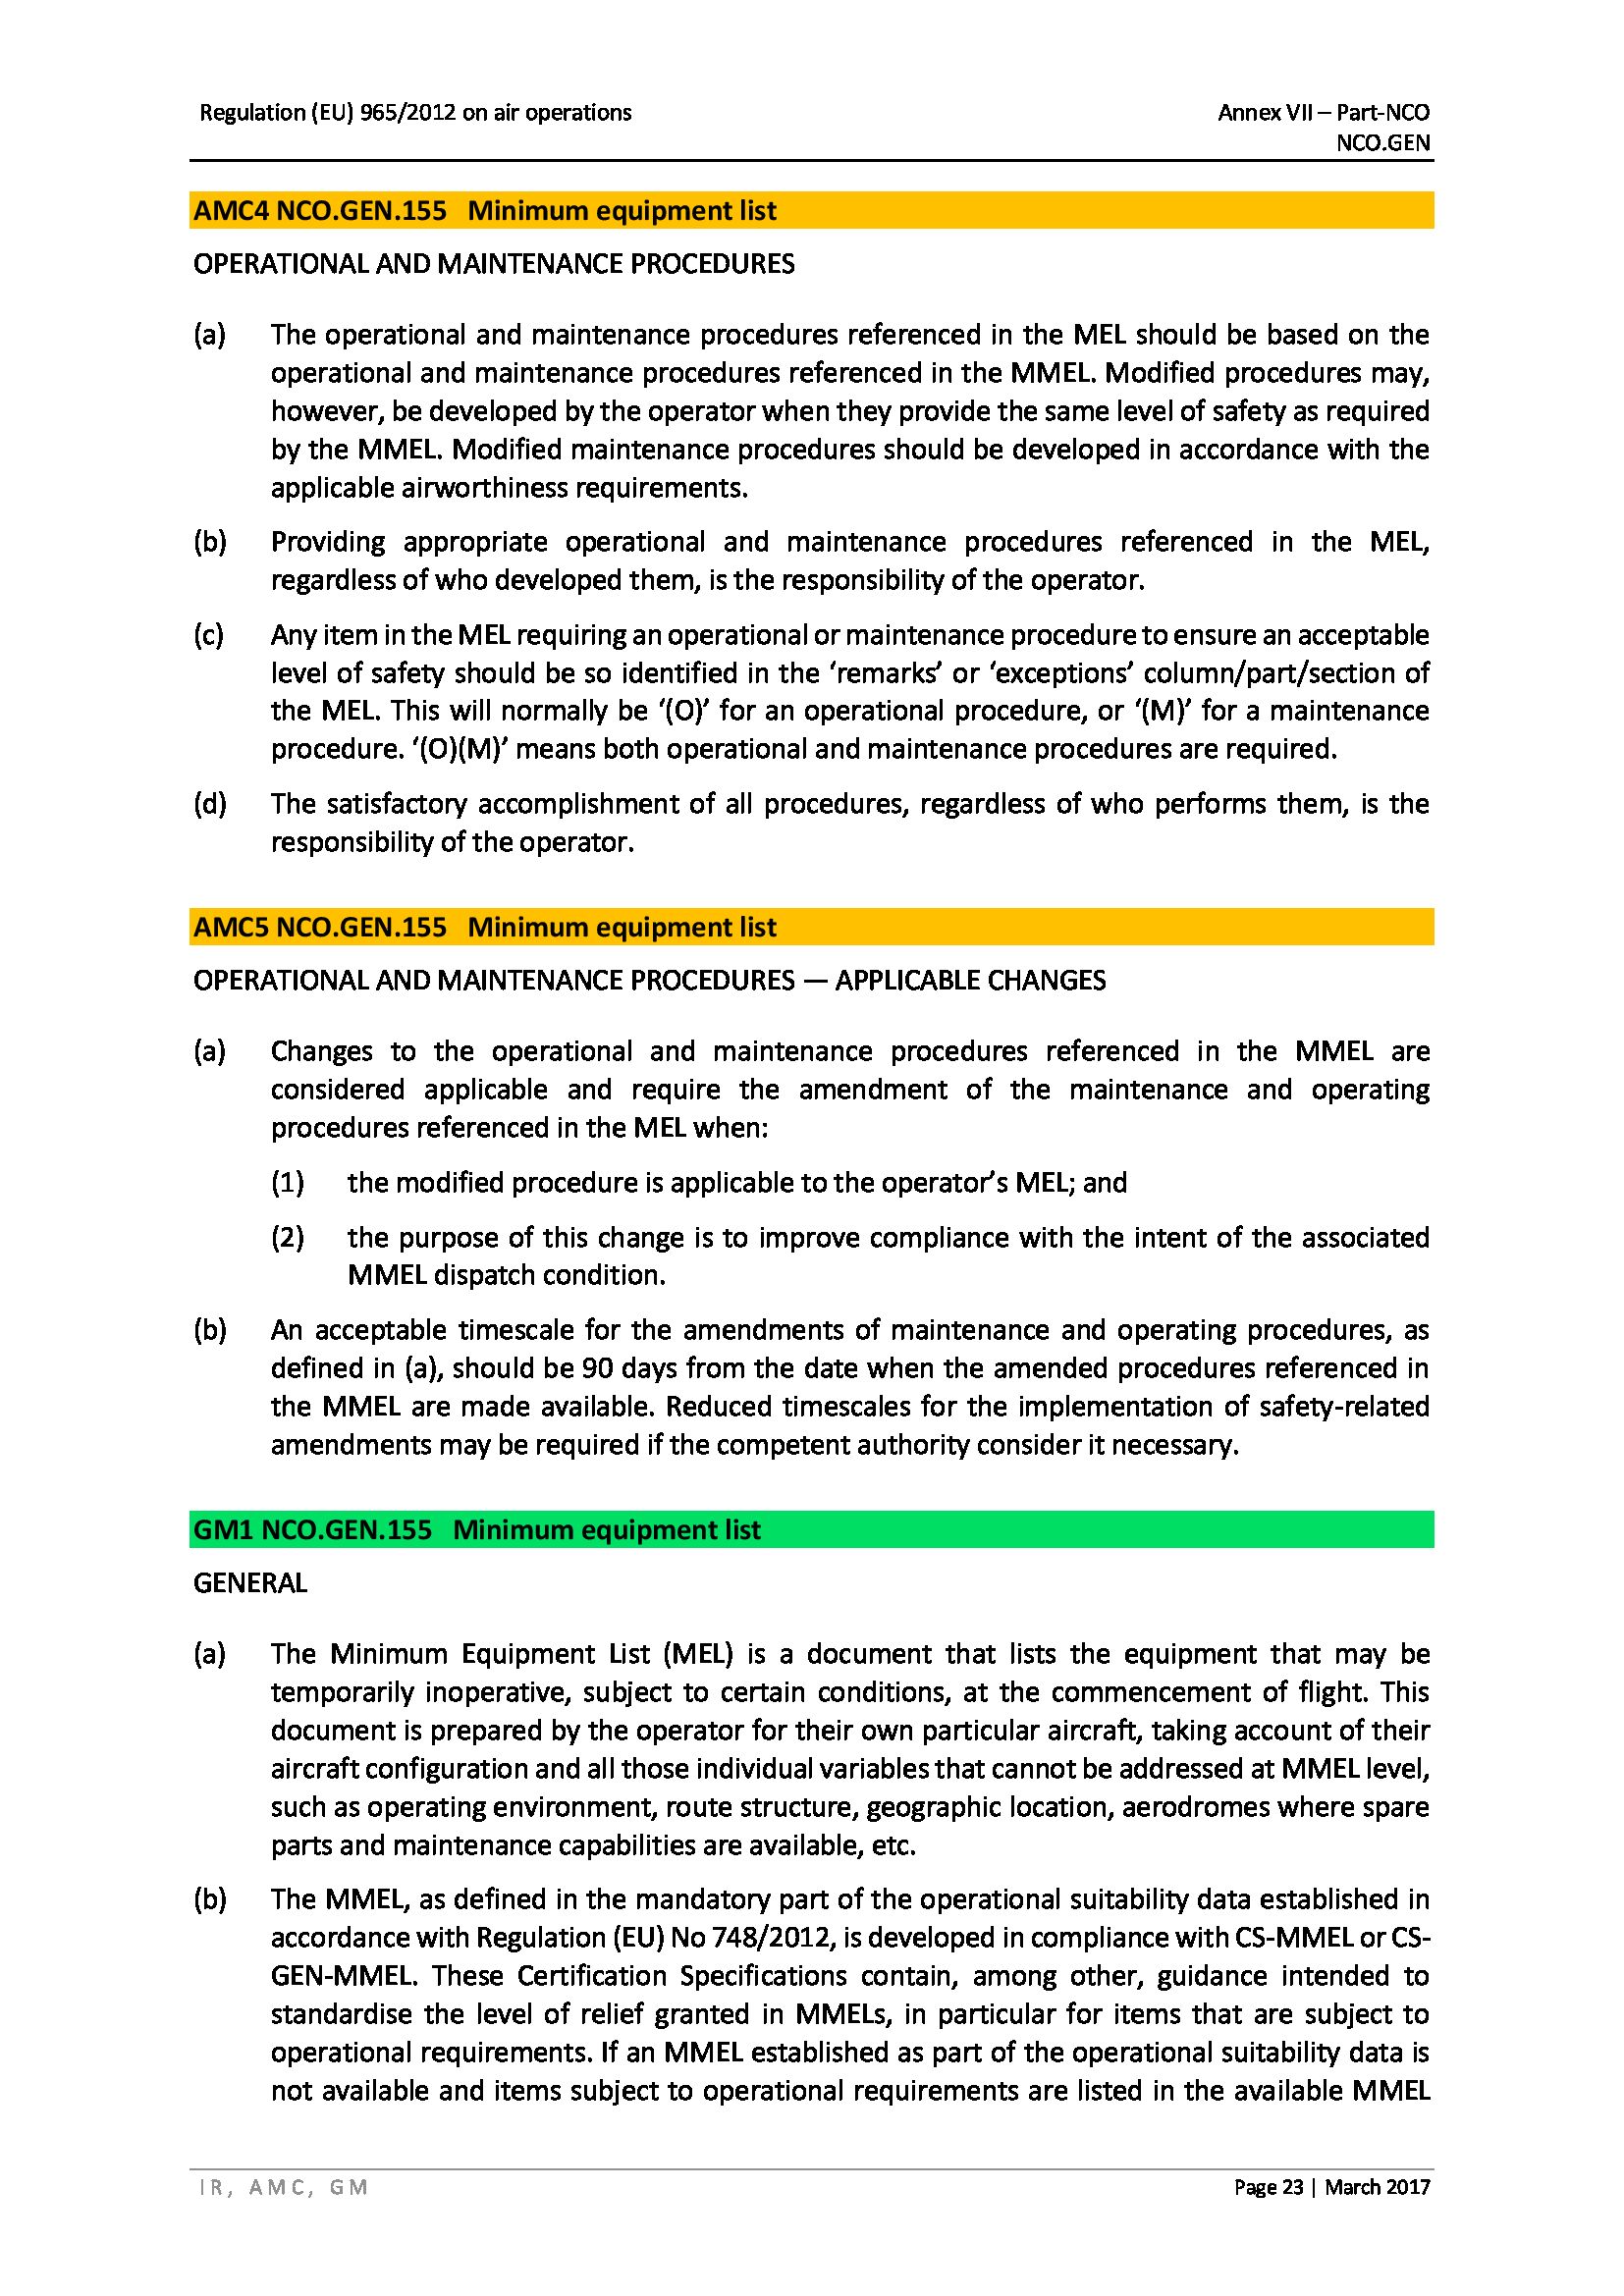 Regulation (EU) 965/2012 on air operations
Annex VII – Part-NCO
NCO.GEN
AMC4 NCO.GEN.155 Minimum equipment list
OPERATIONAL AND MAINTENANCE PROCEDURES
(a) The operational and maintenance procedures referenced in the MEL should be based on the
operational and maintenance procedures referenced in the MMEL. Modified procedures may,
however, be developed by the operator when they provide the same level of safety as required
by the MMEL. Modified maintenance procedures should be developed in accordance with the
applicable airworthiness requirements.
(b) Providing appropriate operational and maintenance procedures referenced in the MEL,
regardless of who developed them, is the responsibility of the operator.
(c) Any item in the MEL requiring an operational or maintenance procedure to ensure an acceptable
level of safety should be so identified in the ‘remarks’ or ‘exceptions’ column/part/section of
the MEL. This will normally be ‘(O)’ for an operational procedure, or ‘(M)’ for a maintenance
procedure. ‘(O)(M)’ means both operational and maintenance procedures are required.
(d) The satisfactory accomplishment of all procedures, regardless of who performs them, is the
responsibility of the operator.
AMC5 NCO.GEN.155 Minimum equipment list
OPERATIONAL AND MAINTENANCE PROCEDURES — APPLICABLE CHANGES
(a) Changes to the operational and maintenance procedures referenced in the MMEL are
considered applicable and require the amendment of the maintenance and operating
procedures referenced in the MEL when:
(1) the modified procedure is applicable to the operator’s MEL; and
(2) the purpose of this change is to improve compliance with the intent of the associated
MMEL dispatch condition.
(b) An acceptable timescale for the amendments of maintenance and operating procedures, as
defined in (a), should be 90 days from the date when the amended procedures referenced in
the MMEL are made available. Reduced timescales for the implementation of safety-related
amendments may be required if the competent authority consider it necessary.
GM1 NCO.GEN.155 Minimum equipment list
GENERAL
(a) The Minimum Equipment List (MEL) is a document that lists the equipment that may be
temporarily inoperative, subject to certain conditions, at the commencement of flight. This
document is prepared by the operator for their own particular aircraft, taking account of their
aircraft configuration and all those individual variables that cannot be addressed at MMEL level,
such as operating environment, route structure, geographic location, aerodromes where spare
parts and maintenance capabilities are available, etc.
(b) The MMEL, as defined in the mandatory part of the operational suitability data established in
accordance with Regulation (EU) No 748/2012, is developed in compliance with CS-MMEL or CS-
GEN-MMEL. These Certification Specifications contain, among other, guidance intended to
standardise the level of relief granted in MMELs, in particular for items that are subject to
operational requirements. If an MMEL established as part of the operational suitability data is
not available and items subject to operational requirements are listed in the available MMEL
IR, AMC, GM
Page 23 | March 2017